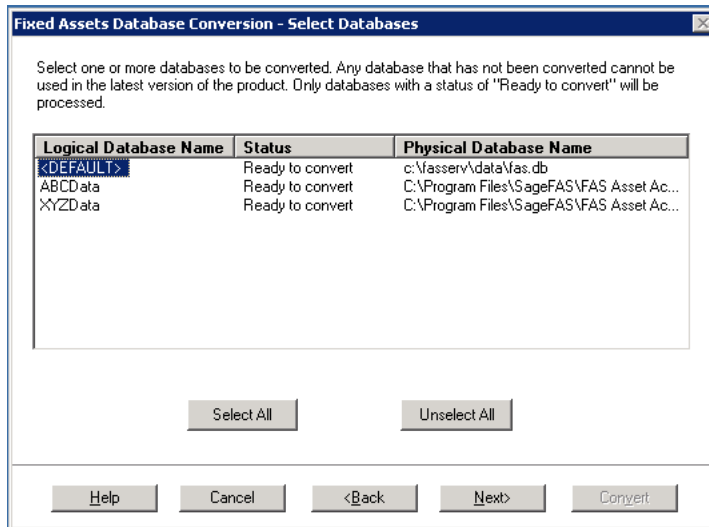 Fixed Assets Database Conversion - Select Databases
Select one or more databases to be converted. Any database that has not been converted cannot be
used in the latest version of the product. Only databases with a status of "Ready to convert" will be
processed.
Logical Database Name Status Physical Database Name
<DEFAULT> Ready to convert c:\fasserv\data\fas.db
ABCData Ready to convert C:\Program Files\SageFAS\FAS Asset Ac...
XYZData Ready to convert C:\Program Files\SageFAS\FAS Asset Ac...
Select All Unselect All
Help Cancel <Back Next> Convert